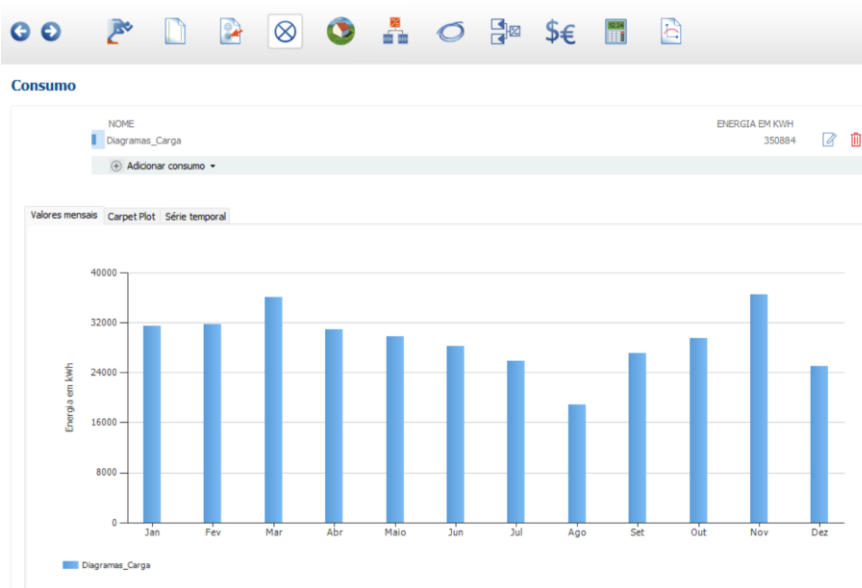 $€
Consumo
NOME ENERGIA EM KWH
Diagramas_Carga 350884
Adicionar consumo
Valores mensais Carpet Plot Série temporal
40000
32000
24000
16000
8000
0
Energia em kWh
Jan Fev Mar Abr Maio Jun Jul Ago Set Out Nov Dez
Diagramas_Carga